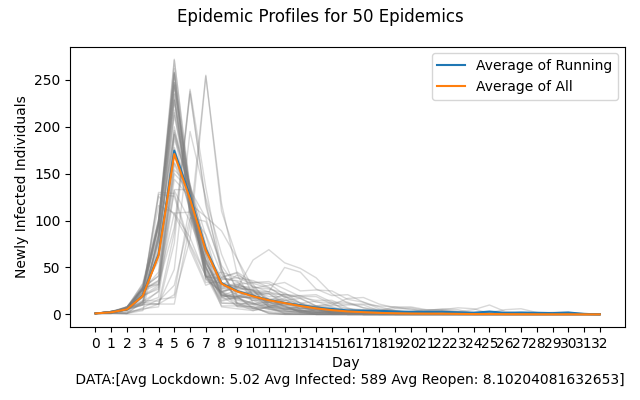 Epidemic Profiles for 50 Epidemics
Average of Running
Average of All
Newly Infected Individuals
250
200
150
100
50
0
0 1 2 3 4 5 6 7 8 9 10 11 12 13 14 15 16 17 18 19 20 21 22 23 24 25 26 27 28 29 30 31 32
Day
DATA:[Avg Lockdown: 5.02 Avg Infected: 589 Avg Reopen: 8.10204081632653]